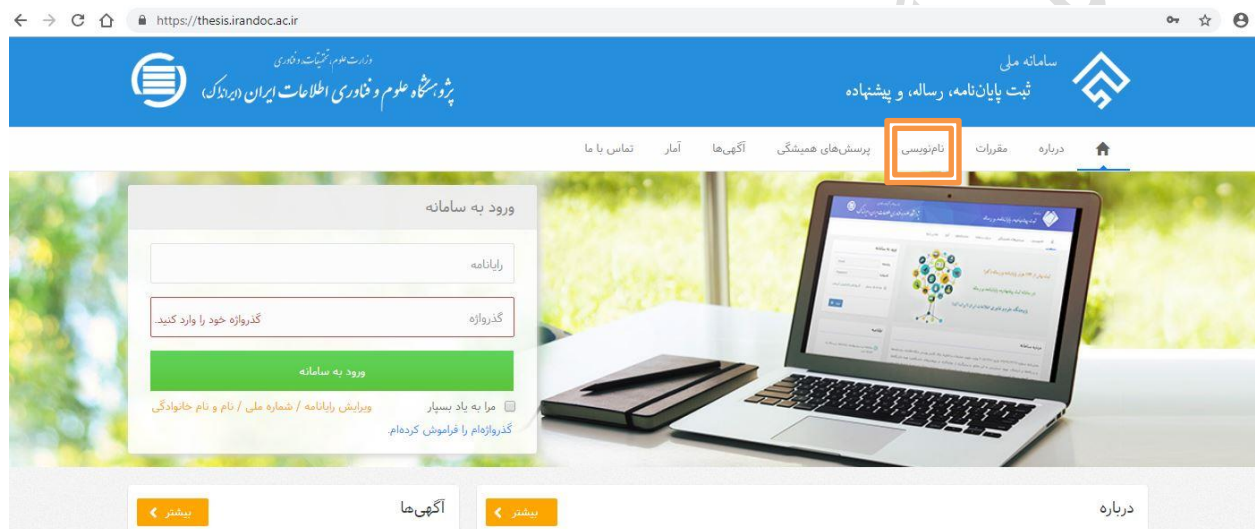 https://thesis.irandoc.ac.ir
سامانه ملی
ثبت پایان‌نامه، رساله، و پیشنهاده
وزارت علوم، تحقیقات و فناوری
پژوهشگاه علوم و فناوری اطلاعات ایران (ایرانداک)
درباره
مقررات
نام‌نویسی
پرسش‌های همیشگی
آگهی‌ها
آمار
تماس با ما
ورود به سامانه
رایانامه
گذرواژه
گذرواژه خود را وارد کنید.
ورود به سامانه
مرا به یاد بسپار
ویرایش رایانامه / شماره ملی / نام و نام خانوادگی
گذرواژه‌ام را فراموش کرده‌ام.
درباره
بیشتر
آگهی‌ها
بیشتر